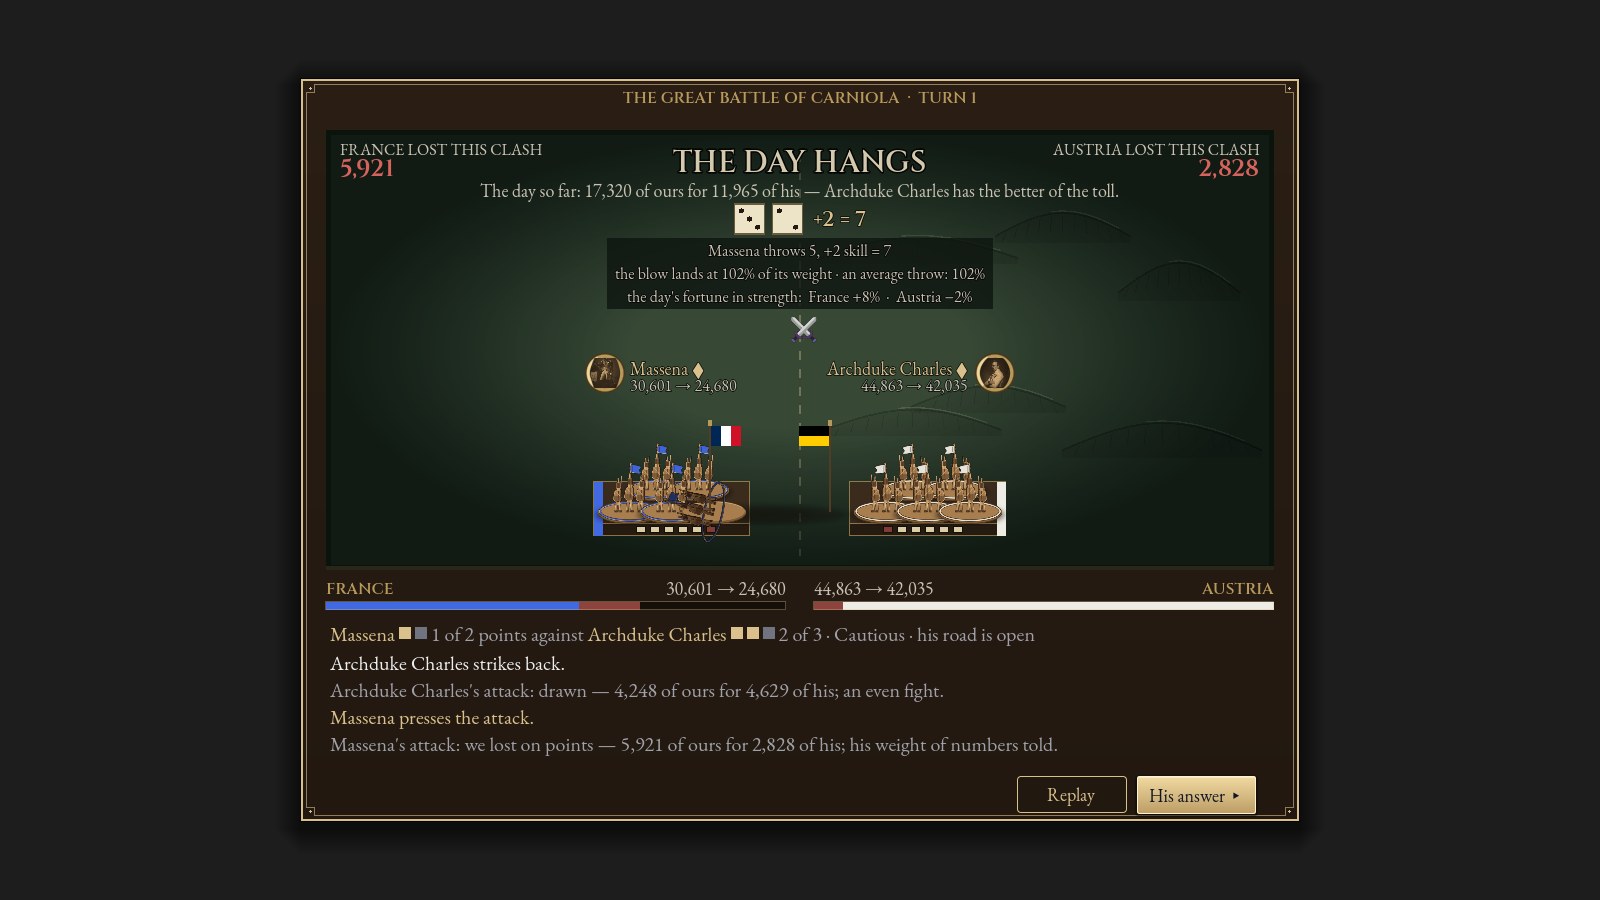 THE GREAT BATTLE OF CARNIOLA · TURN 1
FRANCE LOST THIS CLASH
5,921
THE DAY HANGS
AUSTRIA LOST THIS CLASH
2,828
The day so far: 17,320 of ours for 11,965 of his — Archduke Charles has the better of the toll.
+2 = 7
Massena throws 5, +2 skill = 7
the blow lands at 102% of its weight · an average throw: 102%
the day's fortune in strength: France +8% · Austria −2%
Massena ♦
30,601 → 24,680
Archduke Charles ♦
44,863 → 42,035
FRANCE
30,601 → 24,680
44,863 → 42,035
AUSTRIA
Massena 1 of 2 points against Archduke Charles 2 of 3 · Cautious · his road is open
Archduke Charles strikes back.
Archduke Charles's attack: drawn — 4,248 of ours for 4,629 of his; an even fight.
Massena presses the attack.
Massena's attack: we lost on points — 5,921 of ours for 2,828 of his; his weight of numbers told.
Replay
His answer ▸